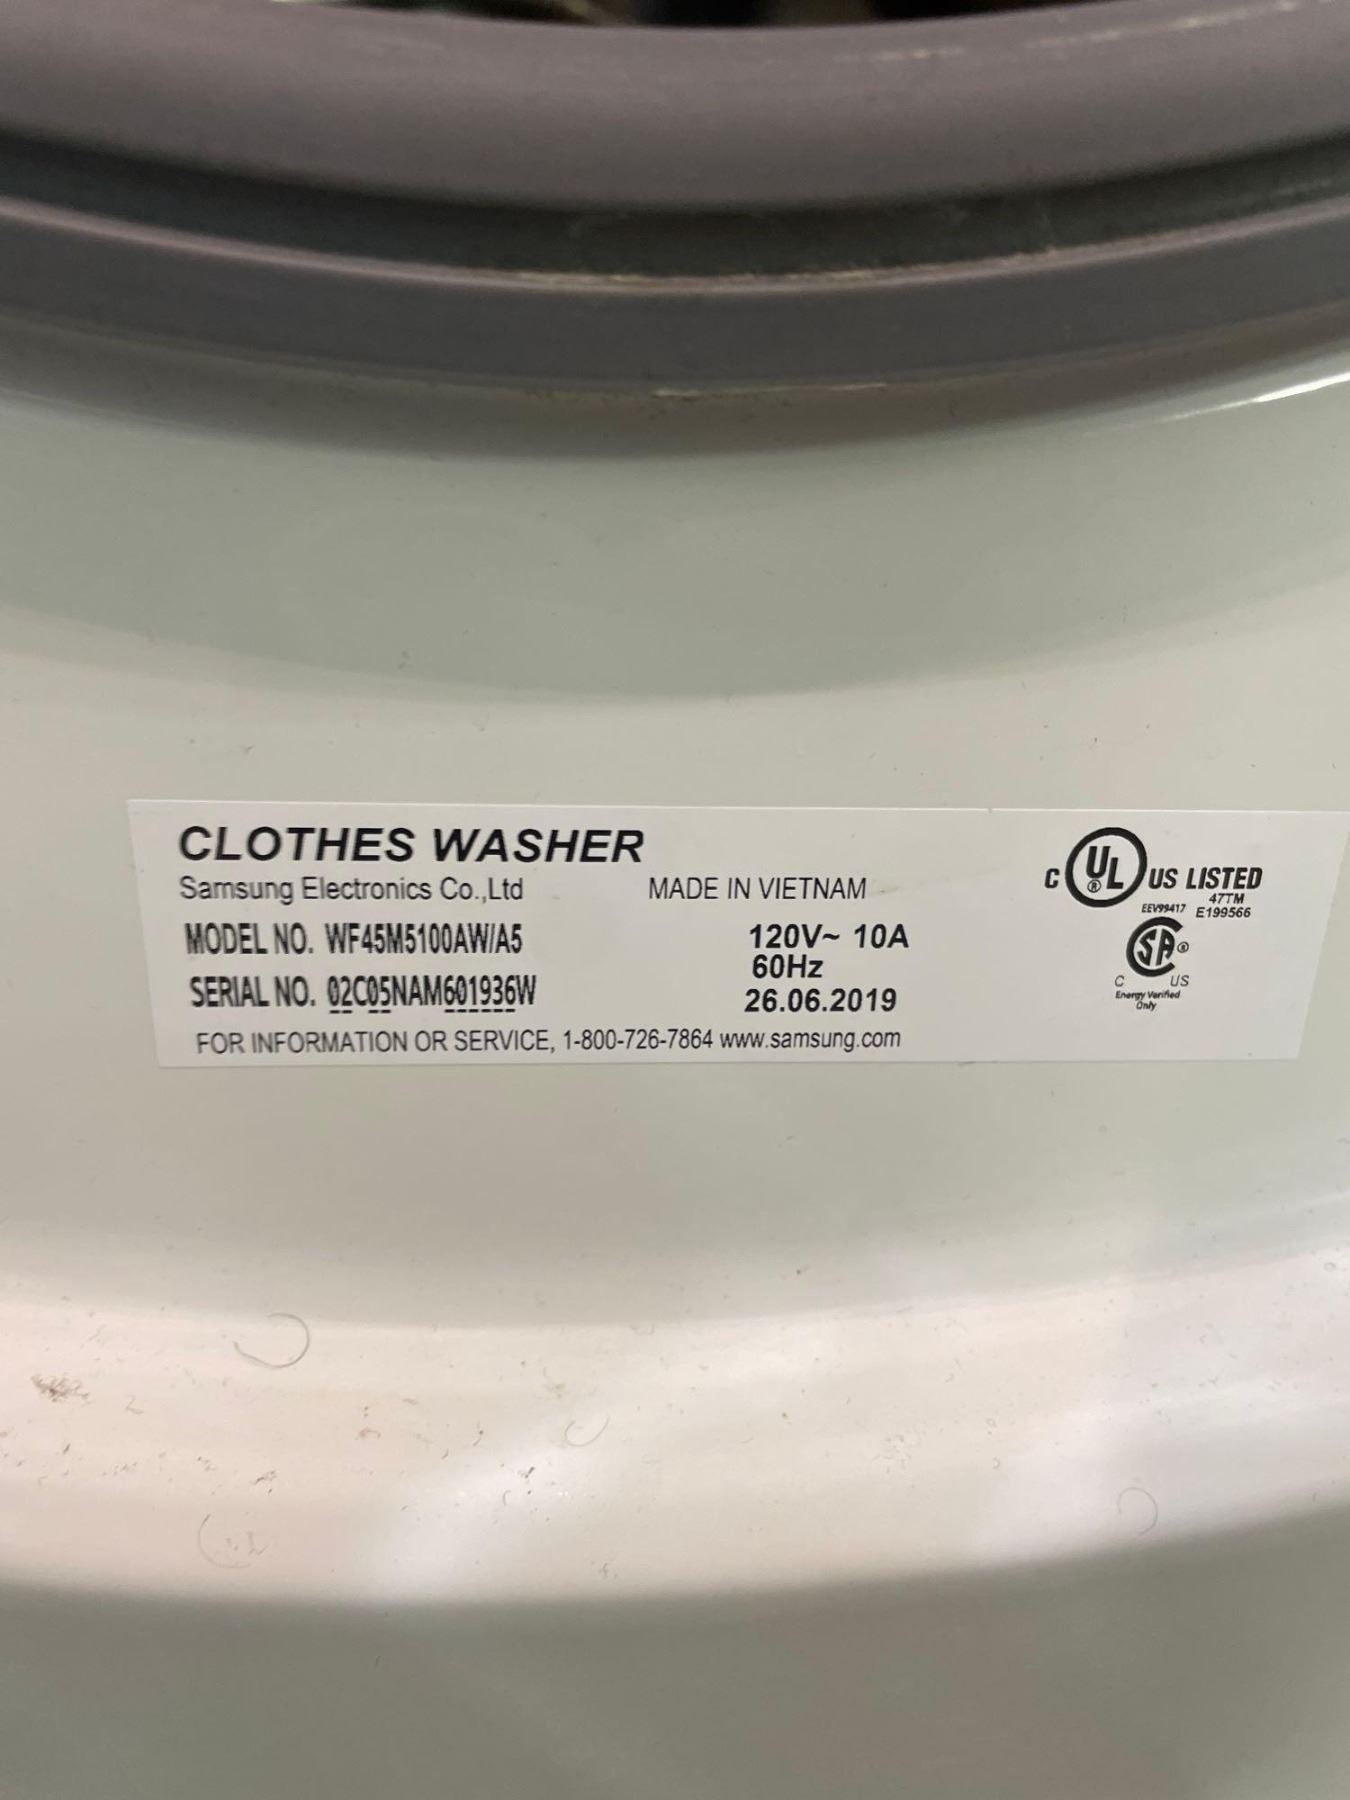 CLOTHES WASHER
Samsung Electronics Co.,Ltd MADE IN VIETNAM
MODEL NO. WF45M5100AW/A5 120V~ 10A
60Hz
SERIAL NO. 02C05NAM601936W 26.06.2019
FOR INFORMATION OR SERVICE, 1-800-726-7864 www.samsung.com
C UL ® US LISTED
47TM
EEV99417 E199566
SA ®
C US
Energy Verified
Only